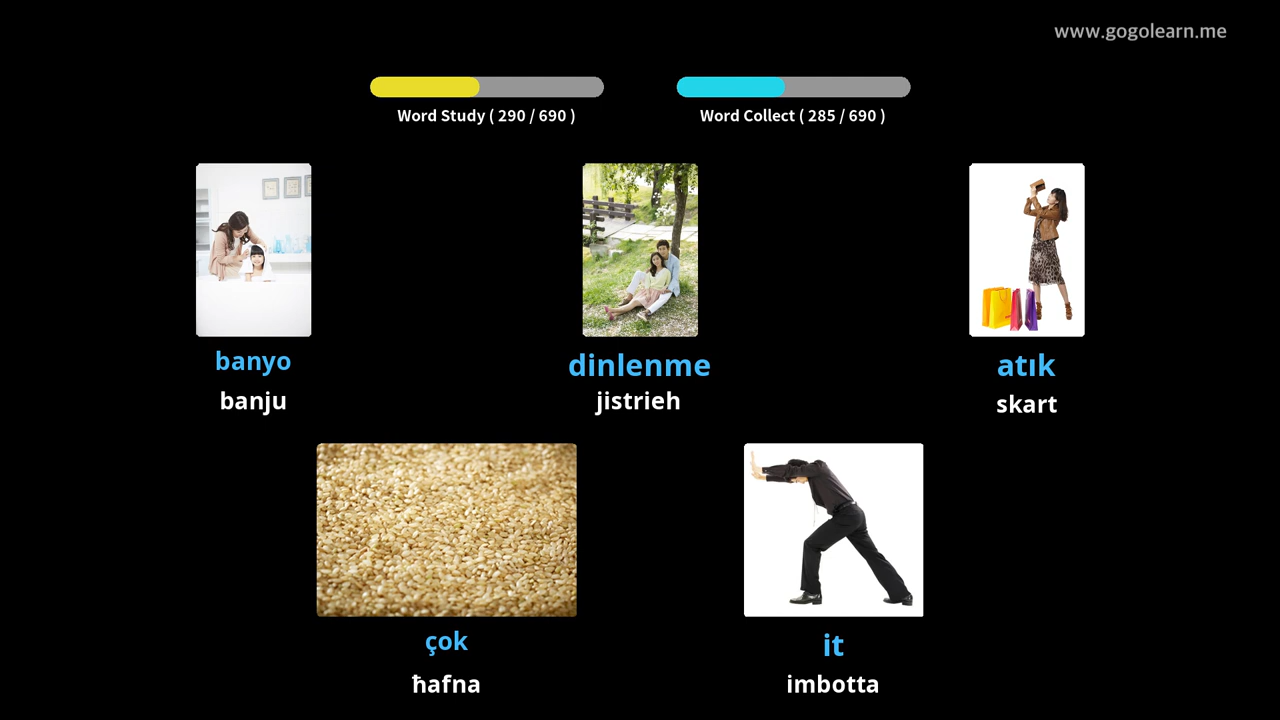 www.gogolearn.me
Word Study ( 290 / 690 )
Word Collect ( 285 / 690 )
banyo
banju
dinlenme
jistrieh
atık
skart
çok
ħafna
it
imbotta